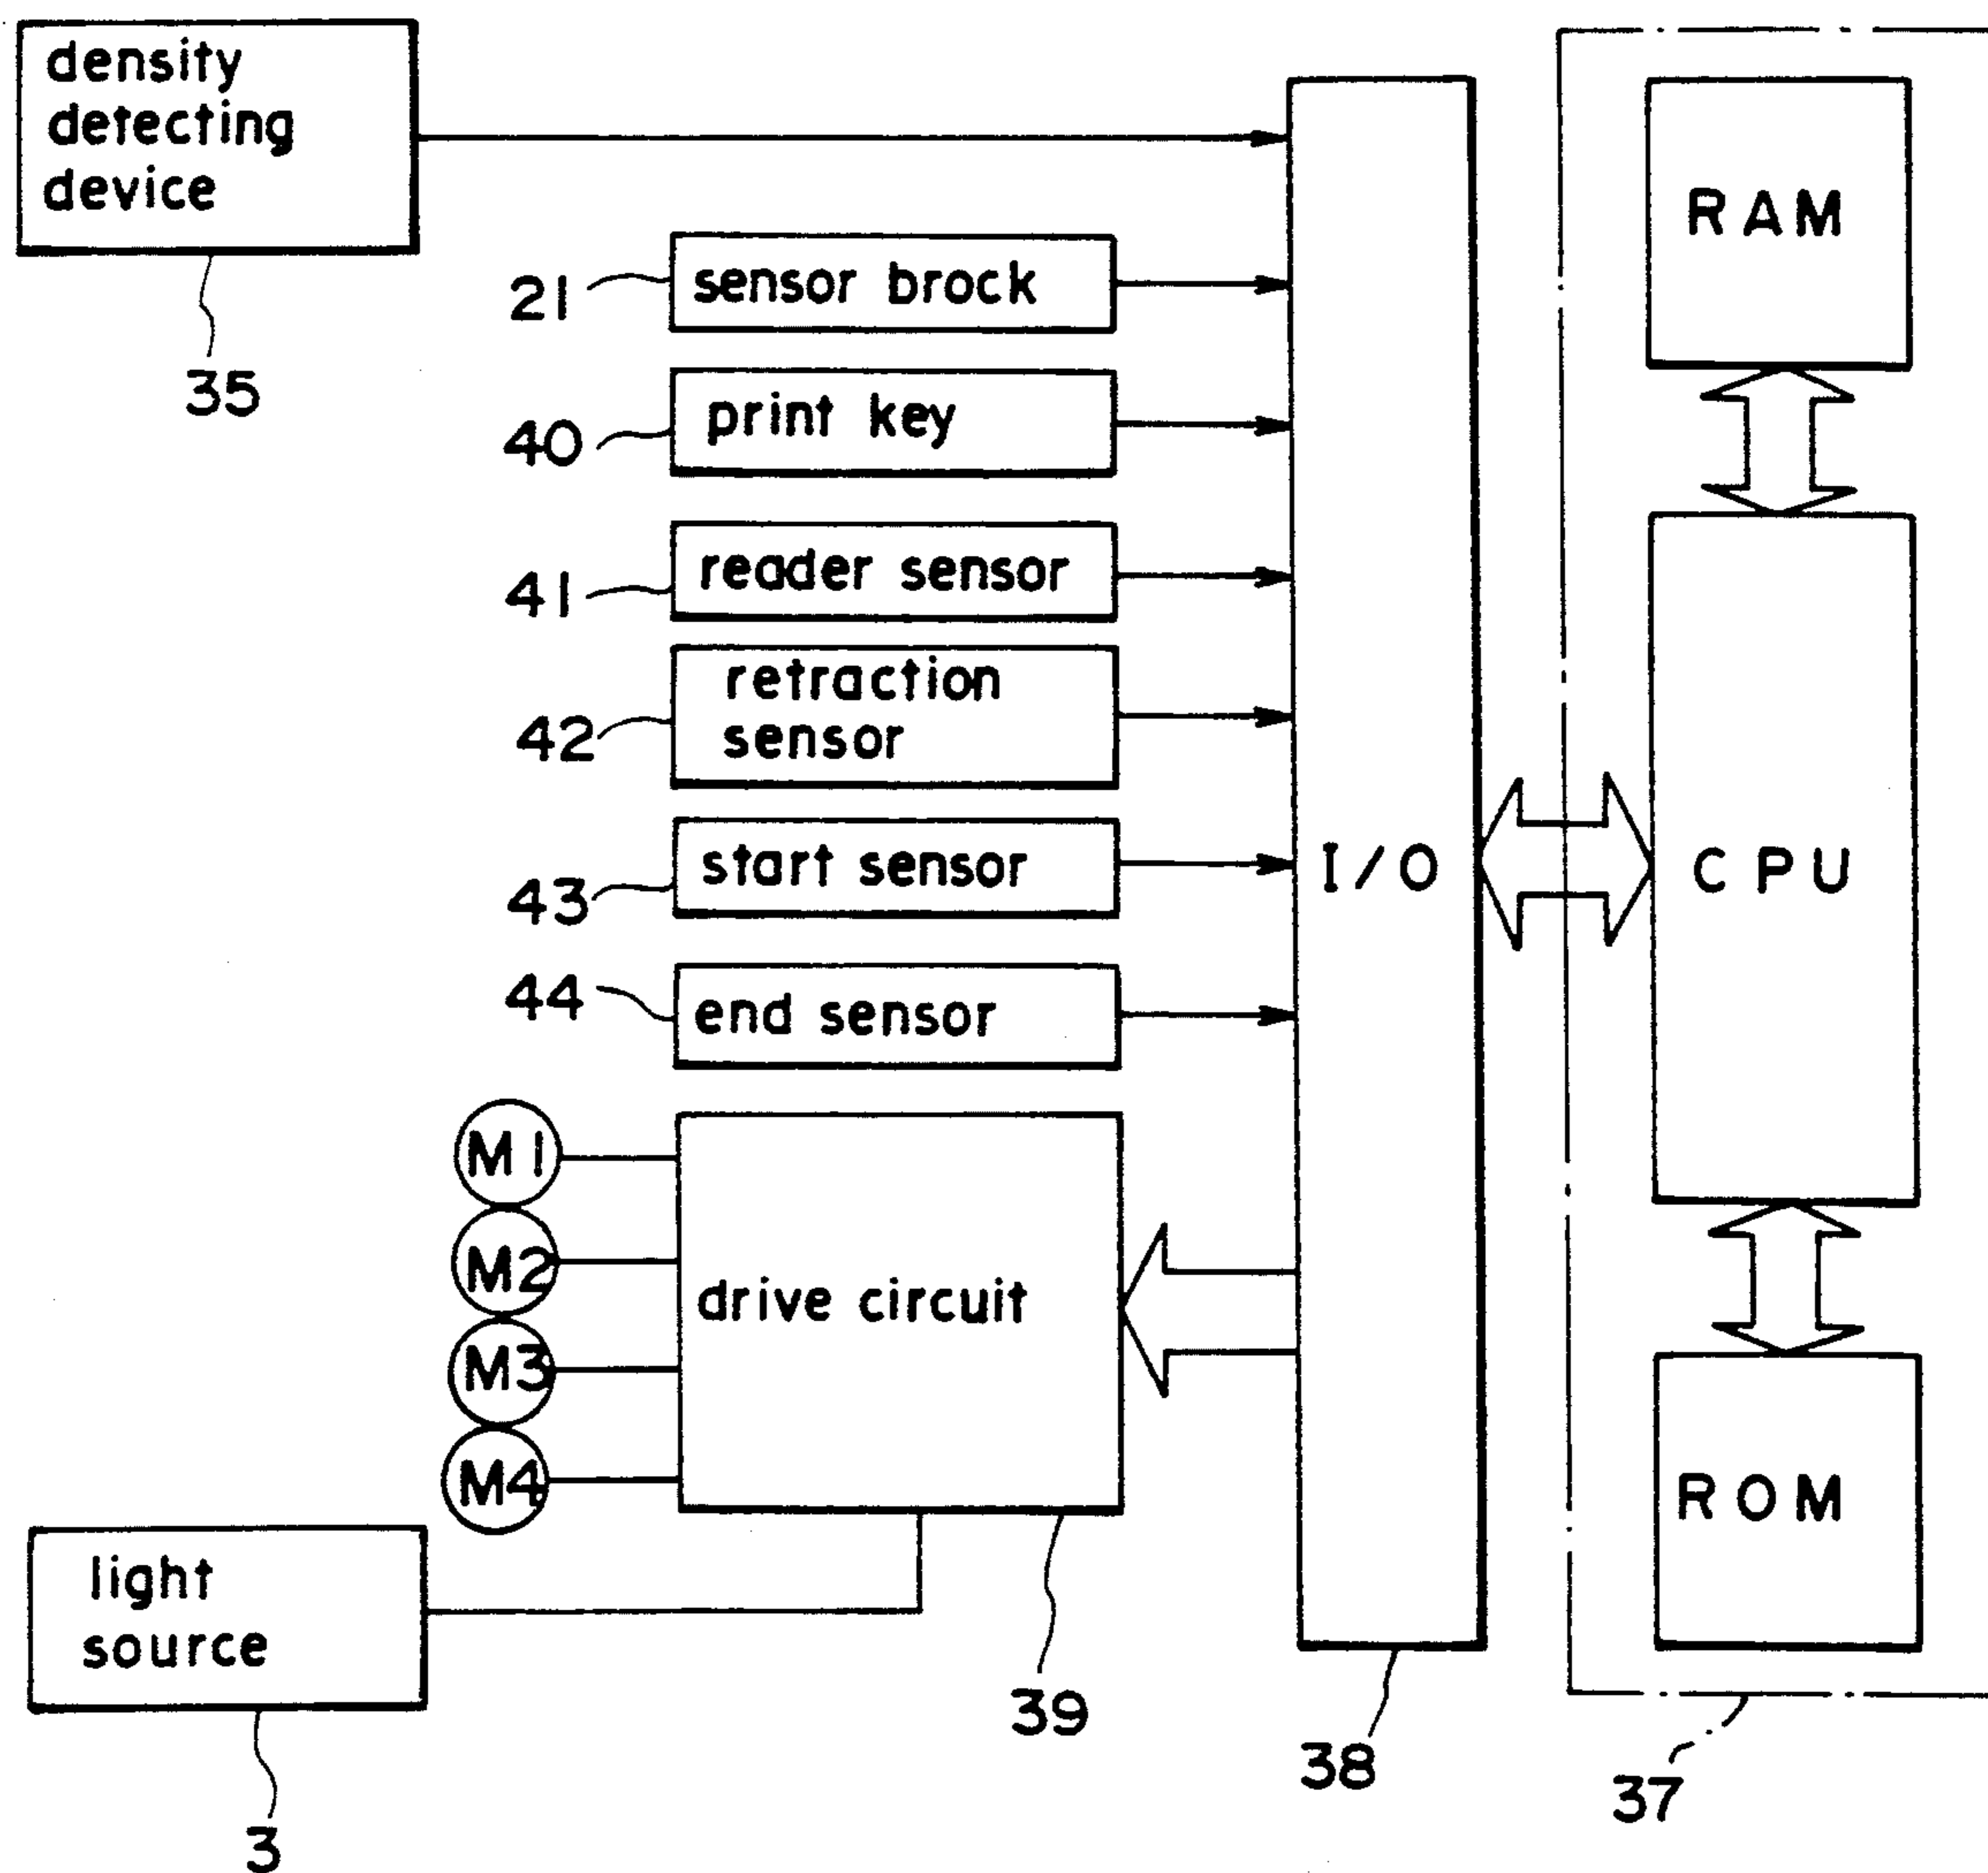 density
detecting
device
35
21
sensor brock
40
print key
41
reader sensor
42
retraction
sensor
43
start sensor
44
end sensor
M1
M2
M3
M4
drive circuit
39
light
source
3
I/O
38
RAM
CPU
ROM
37